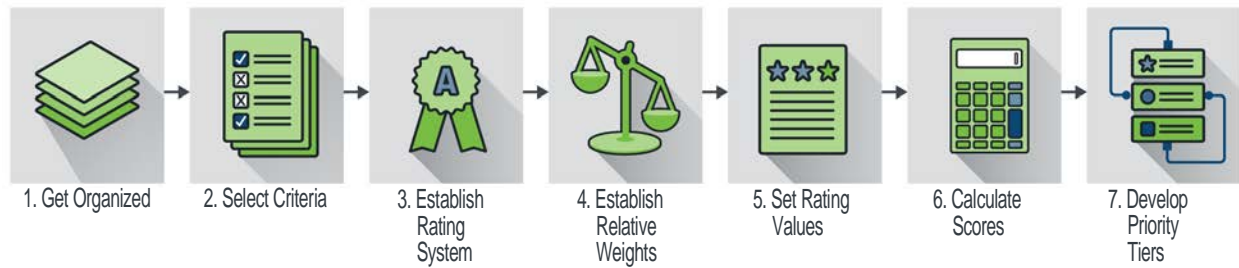 A
1. Get Organized
2. Select Criteria
3. Establish
Rating
System
4. Establish
Relative
Weights
5. Set Rating
Values
6. Calculate
Scores
7. Develop
Priority
Tiers